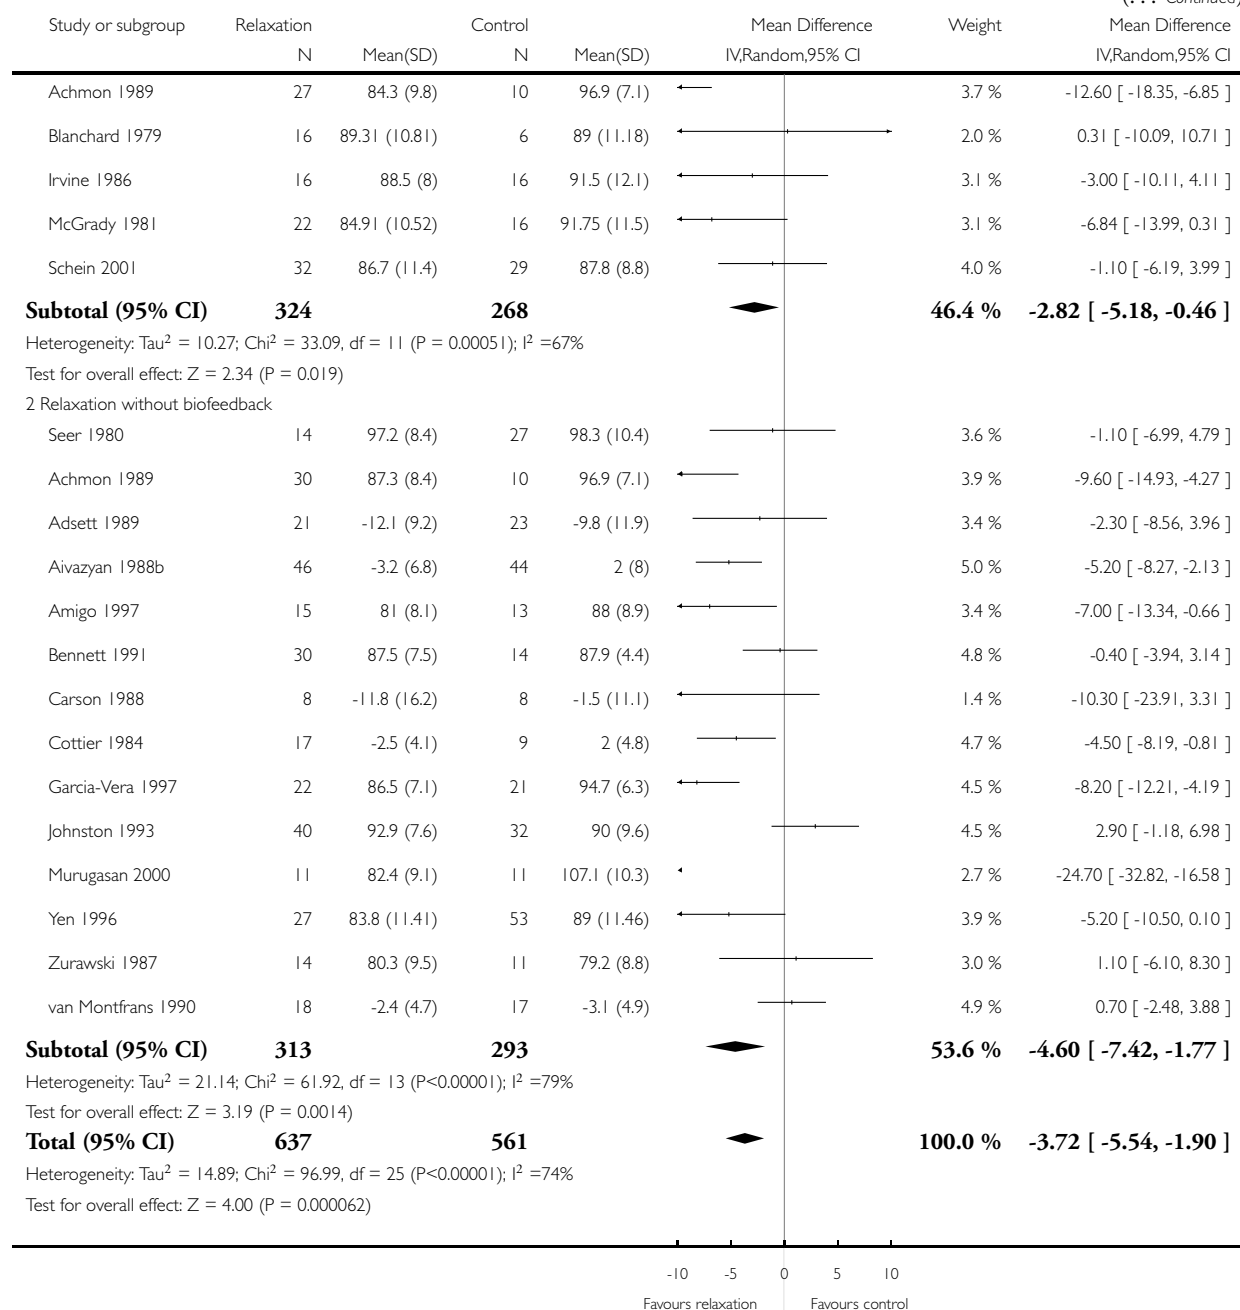 (. . . Continued)
Study or subgroup Relaxation Control Mean Difference Weight Mean Difference
N Mean(SD) N Mean(SD) IV,Random,95% CI IV,Random,95% CI
Achmon 1989 27 84.3 (9.8) 10 96.9 (7.1) 3.7 % -12.60 [ -18.35, -6.85 ]
Blanchard 1979 16 89.31 (10.81) 6 89 (11.18) 2.0 % 0.31 [ -10.09, 10.71 ]
Irvine 1986 16 88.5 (8) 16 91.5 (12.1) 3.1 % -3.00 [ -10.11, 4.11 ]
McGrady 1981 22 84.91 (10.52) 16 91.75 (11.5) 3.1 % -6.84 [ -13.99, 0.31 ]
Schein 2001 32 86.7 (11.4) 29 87.8 (8.8) 4.0 % -1.10 [ -6.19, 3.99 ]
Subtotal (95% CI) 324 268 46.4 % -2.82 [ -5.18, -0.46 ]
Heterogeneity: Tau² = 10.27; Chi² = 33.09, df = 11 (P = 0.00051); I² =67%
Test for overall effect: Z = 2.34 (P = 0.019)
2 Relaxation without biofeedback
Seer 1980 14 97.2 (8.4) 27 98.3 (10.4) 3.6 % -1.10 [ -6.99, 4.79 ]
Achmon 1989 30 87.3 (8.4) 10 96.9 (7.1) 3.9 % -9.60 [ -14.93, -4.27 ]
Adsett 1989 21 -12.1 (9.2) 23 -9.8 (11.9) 3.4 % -2.30 [ -8.56, 3.96 ]
Aivazyan 1988b 46 -3.2 (6.8) 44 2 (8) 5.0 % -5.20 [ -8.27, -2.13 ]
Amigo 1997 15 81 (8.1) 13 88 (8.9) 3.4 % -7.00 [ -13.34, -0.66 ]
Bennett 1991 30 87.5 (7.5) 14 87.9 (4.4) 4.8 % -0.40 [ -3.94, 3.14 ]
Carson 1988 8 -11.8 (16.2) 8 -1.5 (11.1) 1.4 % -10.30 [ -23.91, 3.31 ]
Cottier 1984 17 -2.5 (4.1) 9 2 (4.8) 4.7 % -4.50 [ -8.19, -0.81 ]
Garcia-Vera 1997 22 86.5 (7.1) 21 94.7 (6.3) 4.5 % -8.20 [ -12.21, -4.19 ]
Johnston 1993 40 92.9 (7.6) 32 90 (9.6) 4.5 % 2.90 [ -1.18, 6.98 ]
Murugasan 2000 11 82.4 (9.1) 11 107.1 (10.3) 2.7 % -24.70 [ -32.82, -16.58 ]
Yen 1996 27 83.8 (11.41) 53 89 (11.46) 3.9 % -5.20 [ -10.50, 0.10 ]
Zurawski 1987 14 80.3 (9.5) 11 79.2 (8.8) 3.0 % 1.10 [ -6.10, 8.30 ]
van Montfrans 1990 18 -2.4 (4.7) 17 -3.1 (4.9) 4.9 % 0.70 [ -2.48, 3.88 ]
Subtotal (95% CI) 313 293 53.6 % -4.60 [ -7.42, -1.77 ]
Heterogeneity: Tau² = 21.14; Chi² = 61.92, df = 13 (P<0.00001); I² =79%
Test for overall effect: Z = 3.19 (P = 0.0014)
Total (95% CI) 637 561 100.0 % -3.72 [ -5.54, -1.90 ]
Heterogeneity: Tau² = 14.89; Chi² = 96.99, df = 25 (P<0.00001); I² =74%
Test for overall effect: Z = 4.00 (P = 0.000062)
-10 -5 0 5 10
Favours relaxation Favours control